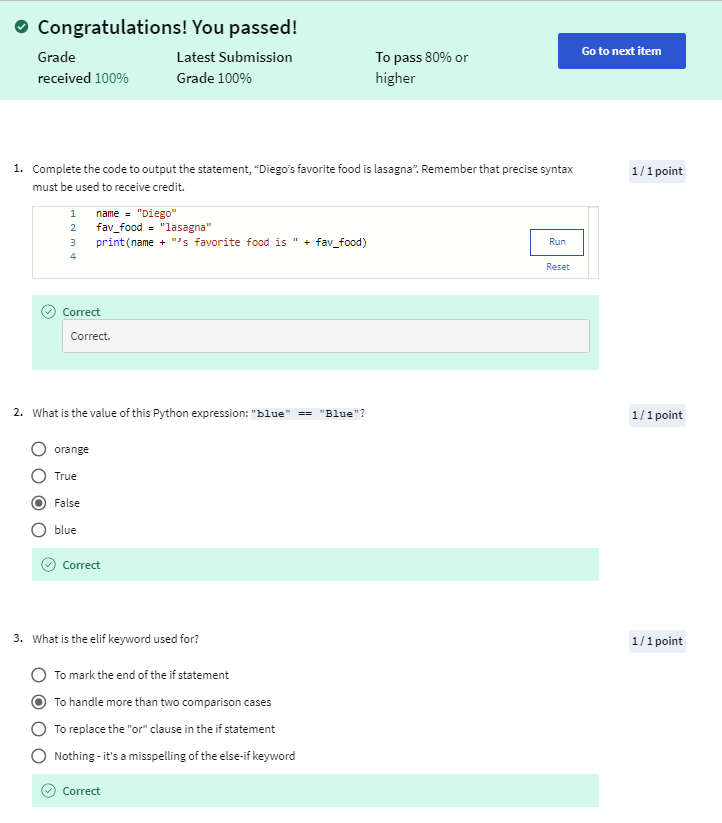 Congratulations! You passed!
Grade received 100%
Latest Submission Grade 100%
To pass 80% or higher
Go to next item
1. Complete the code to output the statement, “Diego’s favorite food is lasagna”. Remember that precise syntax
must be used to receive credit.
1 / 1 point
1 name = "Diego"
2 fav_food = "lasagna"
3 print(name + "’s favorite food is " + fav_food)
4
Run
Reset
Correct
Correct.
2. What is the value of this Python expression: "blue" == "Blue"?
1 / 1 point
orange
True
False
blue
Correct
3. What is the elif keyword used for?
1 / 1 point
To mark the end of the if statement
To handle more than two comparison cases
To replace the "or" clause in the if statement
Nothing - it's a misspelling of the else-if keyword
Correct